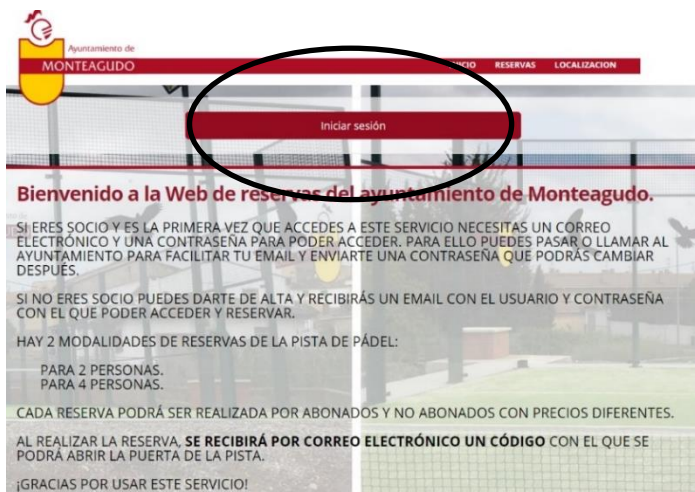 Ayuntamiento de
MONTEAGUDO
RESERVAS LOCALIZACION
Iniciar sesión
Bienvenido a la Web de reservas del ayuntamiento de Monteagudo.
SI ERES SOCIO Y ES LA PRIMERA VEZ QUE ACCEDES A ESTE SERVICIO NECESITAS UN CORREO
ELECTRÓNICO Y UNA CONTRASEÑA PARA PODER ACCEDER. PARA ELLO PUEDES PASAR O LLAMAR AL
AYUNTAMIENTO PARA FACILITAR TU EMAIL Y ENVIARTE UNA CONTRASEÑA QUE PODRÁS CAMBIAR
DESPUÉS.
SI NO ERES SOCIO PUEDES DARTE DE ALTA Y RECIBIRÁS UN EMAIL CON EL USUARIO Y CONTRASEÑA
CON EL QUE PODER ACCEDER Y RESERVAR.
HAY 2 MODALIDADES DE RESERVAS DE LA PISTA DE PÁDEL:
PARA 2 PERSONAS.
PARA 4 PERSONAS.
CADA RESERVA PODRÁ SER REALIZADA POR ABONADOS Y NO ABONADOS CON PRECIOS DIFERENTES.
AL REALIZAR LA RESERVA, SE RECIBIRÁ POR CORREO ELECTRÓNICO UN CÓDIGO CON EL QUE SE
PODRÁ ABRIR LA PUERTA DE LA PISTA.
¡GRACIAS POR USAR ESTE SERVICIO!